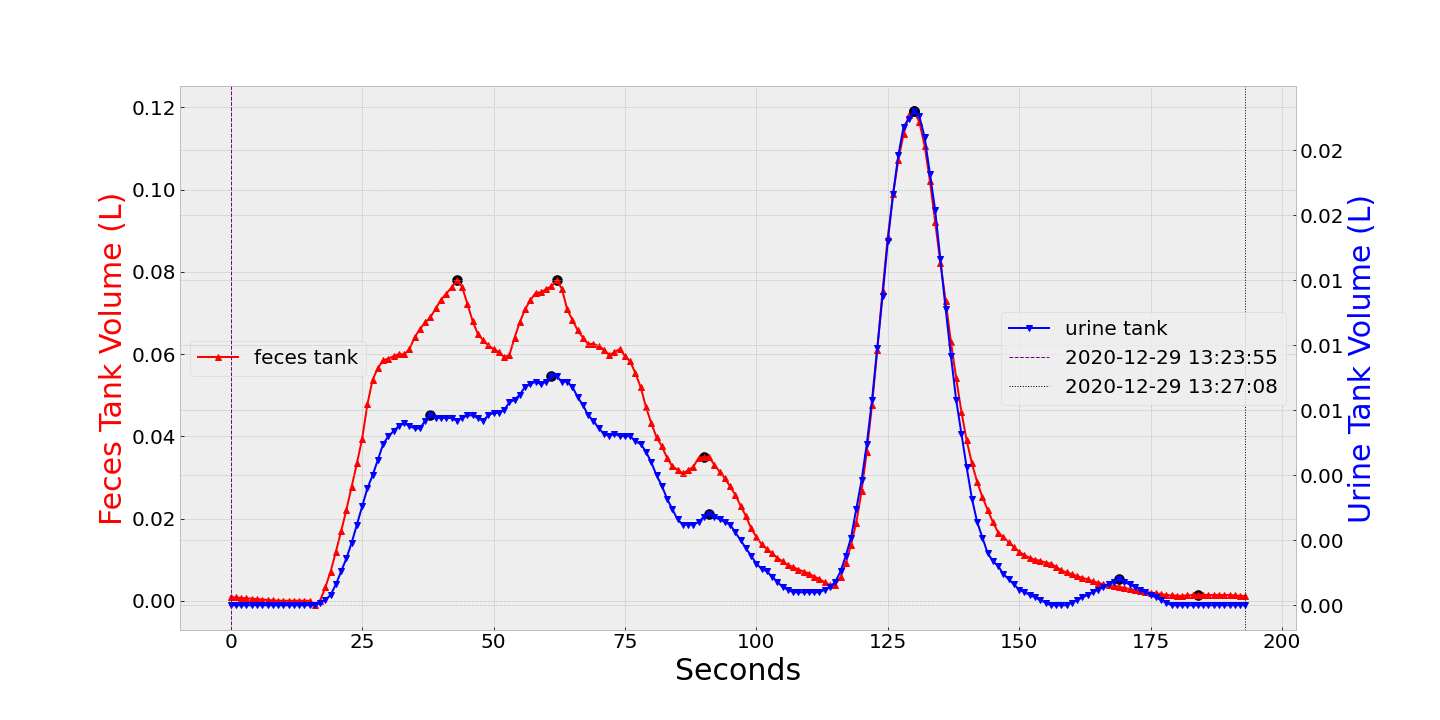 Feces Tank Volume (L)
0.12
0.10
0.08
0.06
0.04
0.02
0.00
feces tank
urine tank
2020-12-29 13:23:55
2020-12-29 13:27:08
0.02
0.02
0.01
0.01
0.01
0.00
0.00
0.00
Urine Tank Volume (L)
0 25 50 75 100 125 150 175 200
Seconds